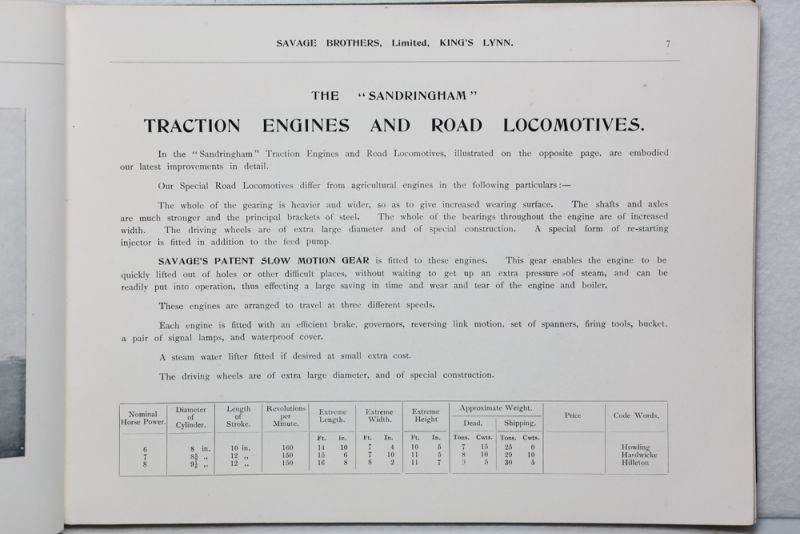 SAVAGE BROTHERS, Limited, KING'S LYNN. 7
THE "SANDRINGHAM"
TRACTION ENGINES AND ROAD LOCOMOTIVES.
In the "Sandringham" Traction Engines and Road Locomotives, illustrated on the opposite page, are embodied
our latest improvements in detail.
Our Special Road Locomotives differ from agricultural engines in the following particulars:—
The whole of the gearing is heavier and wider, so as to give increased wearing surface. The shafts and axles
are much stronger and the principal brackets of steel. The whole of the bearings throughout the engine are of increased
width. The driving wheels are of extra large diameter and of special construction. A special form of re-starting
injector is fitted in addition to the feed pump.
SAVAGE'S PATENT SLOW MOTION GEAR is fitted to these engines. This gear enables the engine to be
quickly lifted out of holes or other difficult places, without waiting to get up an extra pressure of steam, and can be
readily put into operation, thus effecting a large saving in time and wear and tear of the engine and boiler.
These engines are arranged to travel at three different speeds.
Each engine is fitted with an efficient brake, governors, reversing link motion, set of spanners, firing tools, bucket,
a pair of signal lamps, and waterproof cover.
A steam water lifter fitted if desired at small extra cost.
The driving wheels are of extra large diameter, and of special construction.
Nominal Horse Power. Diameter of Cylinder. Length of Stroke. Revolutions per Minute. Extreme Length. Extreme Width. Extreme Height Approximate Weight. Price Code Words.
Dead. Shipping.
Ft. In. Ft. In. Ft. In. Tons. Cwts. Tons. Cwts.
6 8 in. 10 in. 160 14 10 7 4 10 5 7 15 25 0 Howling
7 8¾ „ 12 „ 150 15 6 7 10 11 5 8 10 29 10 Hardwicke
8 9¼ „ 12 „ 150 16 8 8 2 11 7 5 30 5 Hilleton